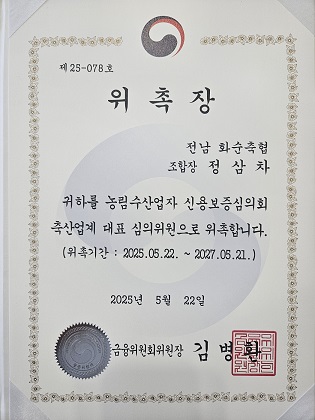 제 25-078 호
위 촉 장
전남 화순축협
조합장 정 삼 차
귀하를 농림수산업자 신용보증심의회
축산업계 대표 심의위원으로 위촉합니다.
(위촉기간 : 2025.05.22. ~ 2027.05.21.)
2025년 5월 22일
금융위원회위원장 김 병 환